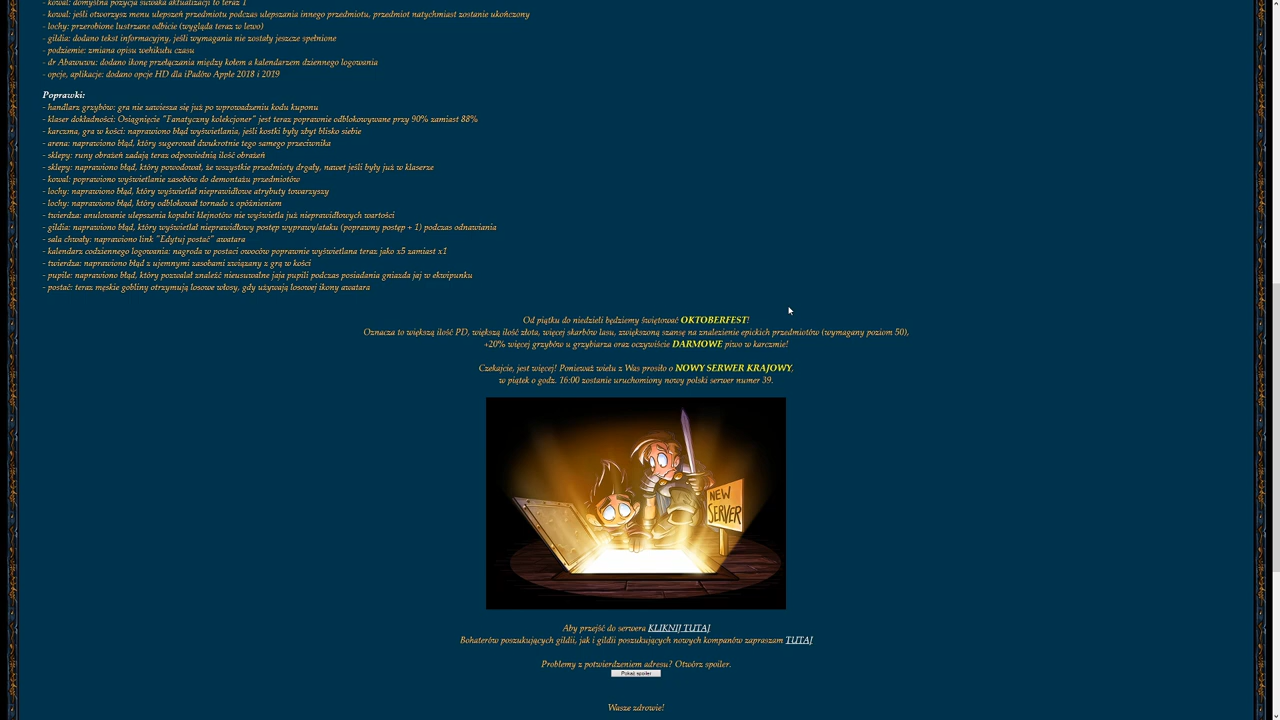 - kowal: domyślna pozycja suwaka aktualizacji to teraz 1
- kowal: jeśli otworzysz menu ulepszeń przedmiotu podczas ulepszania innego przedmiotu, przedmiot natychmiast zostanie ukończony
- lochy: przerobione lustrzane odbicie (wygląda teraz w lewo)
- gildia: dodano tekst informacyjny, jeśli wymagania nie zostały jeszcze spełnione
- podziemie: zmiana opisu wehikułu czasu
- dr Abawuwu: dodano ikonę przełączania między kołem a kalendarzem dziennego logowania
- opcje, aplikacje: dodano opcje HD dla iPadów Apple 2018 i 2019
Poprawki:
- handlarz grzybów: gra nie zawiesza się już po wprowadzeniu kodu kuponu
- klaser dokładności: Osiągnięcie "Fanatyczny kolekcjoner" jest teraz poprawnie odblokowywane przy 90% zamiast 88%
- karczma, gra w kości: naprawiono błąd wyświetlania, jeśli kostki były zbyt blisko siebie
- arena: naprawiono błąd, który sugerował dwukrotnie tego samego przeciwnika
- sklepy: runy obrażeń zadają teraz odpowiednią ilość obrażeń
- sklepy: naprawiono błąd, który powodował, że wszystkie przedmioty drgały, nawet jeśli były już w klaserze
- kowal: poprawiono wyświetlanie zasobów do demontażu przedmiotów
- lochy: naprawiono błąd, który wyświetlał nieprawidłowe atrybuty towarzyszy
- lochy: naprawiono błąd, który odblokował tornado z opóźnieniem
- twierdza: anulowanie ulepszenia kopalni klejnotów nie wyświetla już nieprawidłowych wartości
- gildia: naprawiono błąd, który wyświetlał nieprawidłowy postęp wyprawy/ataku (poprawny postęp + 1) podczas odnawiania
- sala chwały: naprawiono link "Edytuj postać" awatara
- kalendarz codziennego logowania: nagroda w postaci owoców poprawnie wyświetlana teraz jako x5 zamiast x1
- twierdza: naprawiono błąd z ujemnymi zasobami związany z grą w kości
- pupile: naprawiono błąd, który pozwalał znaleźć nieusuwalne jaja pupili podczas posiadania gniazda jaj w ekwipunku
- postać: teraz męskie gobliny otrzymują losowe włosy, gdy używają losowej ikony awatara
Od piątku do niedzieli będziemy świętować OKTOBERFEST!
Oznacza to większą ilość PD, większą ilość złota, więcej skarbów lasu, zwiększoną szansę na znalezienie epickich przedmiotów (wymagany poziom 50),
+20% więcej grzybów u grzybiarza oraz oczywiście DARMOWE piwo w karczmie!
Czekajcie, jest więcej! Ponieważ wielu z Was prosiło o NOWY SERWER KRAJOWY,
w piątek o godz. 16:00 zostanie uruchomiony nowy polski serwer numer 39.
NEW
SERVER
Aby przejść do serwera KLIKNIJ TUTAJ
Bohaterów poszukujących gildii, jak i gildii poszukujących nowych kompanów zapraszam TUTAJ
Problemy z potwierdzeniem adresu? Otwórz spoiler.
Pokaż spoiler
Wasze zdrowie!